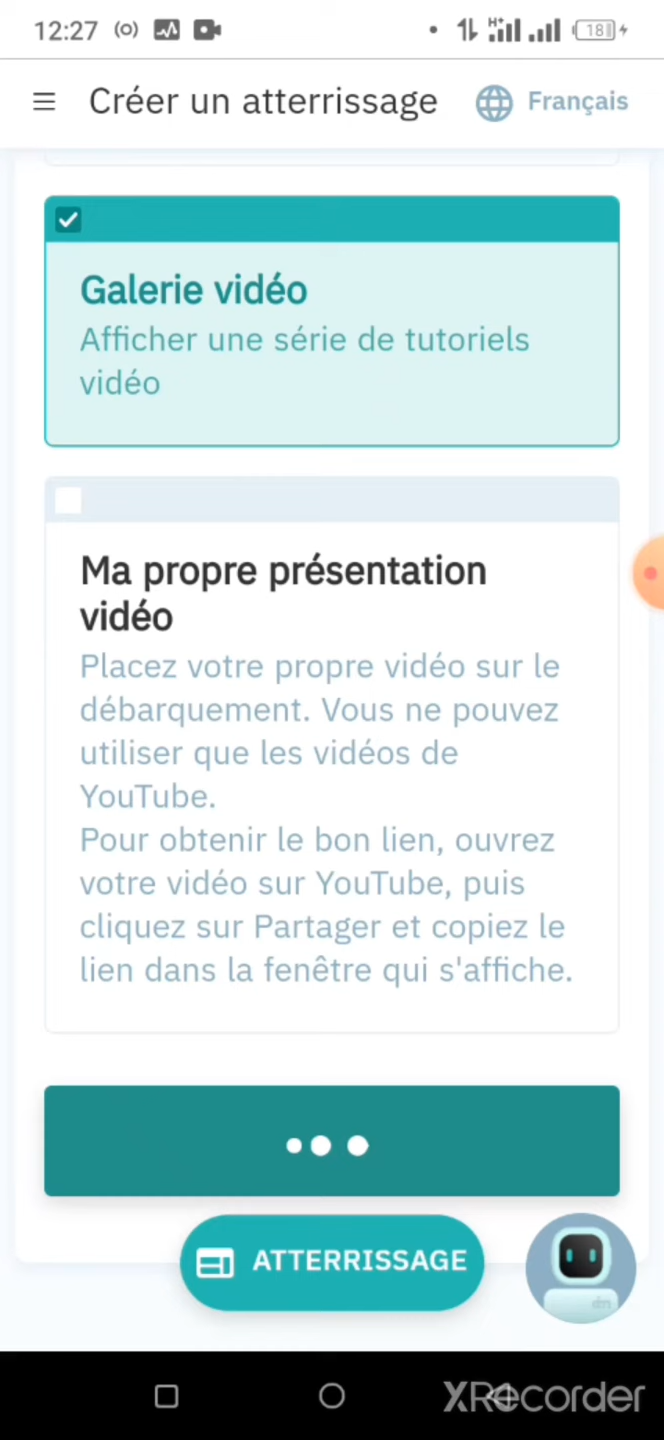 12:27
H+
18
Créer un atterrissage
Français
Galerie vidéo
Afficher une série de tutoriels
vidéo
Ma propre présentation
vidéo
Placez votre propre vidéo sur le
débarquement. Vous ne pouvez
utiliser que les vidéos de
YouTube.
Pour obtenir le bon lien, ouvrez
votre vidéo sur YouTube, puis
cliquez sur Partager et copiez le
lien dans la fenêtre qui s'affiche.
ATTERRISSAGE
dm
XRecorder